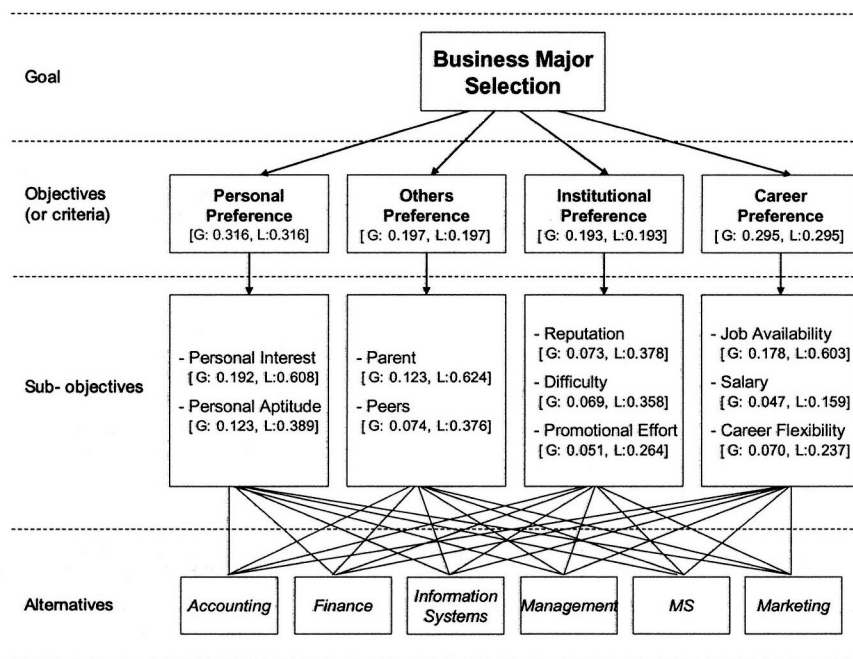 Goal
Business Major
Selection
Objectives
(or criteria)
Personal
Preference
[G: 0.316, L:0.316]
Others
Preference
[G: 0.197, L:0.197]
Institutional
Preference
[G: 0.193, L:0.193]
Career
Preference
[G: 0.295, L:0.295]
Sub- objectives
- Personal Interest
[G: 0.192, L:0.608]
- Personal Aptitude
[G: 0.123, L:0.389]
- Parent
[G: 0.123, L:0.624]
- Peers
[G: 0.074, L:0.376]
- Reputation
[G: 0.073, L:0.378]
- Difficulty
[G: 0.069, L:0.358]
- Promotional Effort
[G: 0.051, L:0.264]
- Job Availability
[G: 0.178, L:0.603]
- Salary
[G: 0.047, L:0.159]
- Career Flexibility
[G: 0.070, L:0.237]
Alternatives
Accounting
Finance
Information
Systems
Management
MS
Marketing